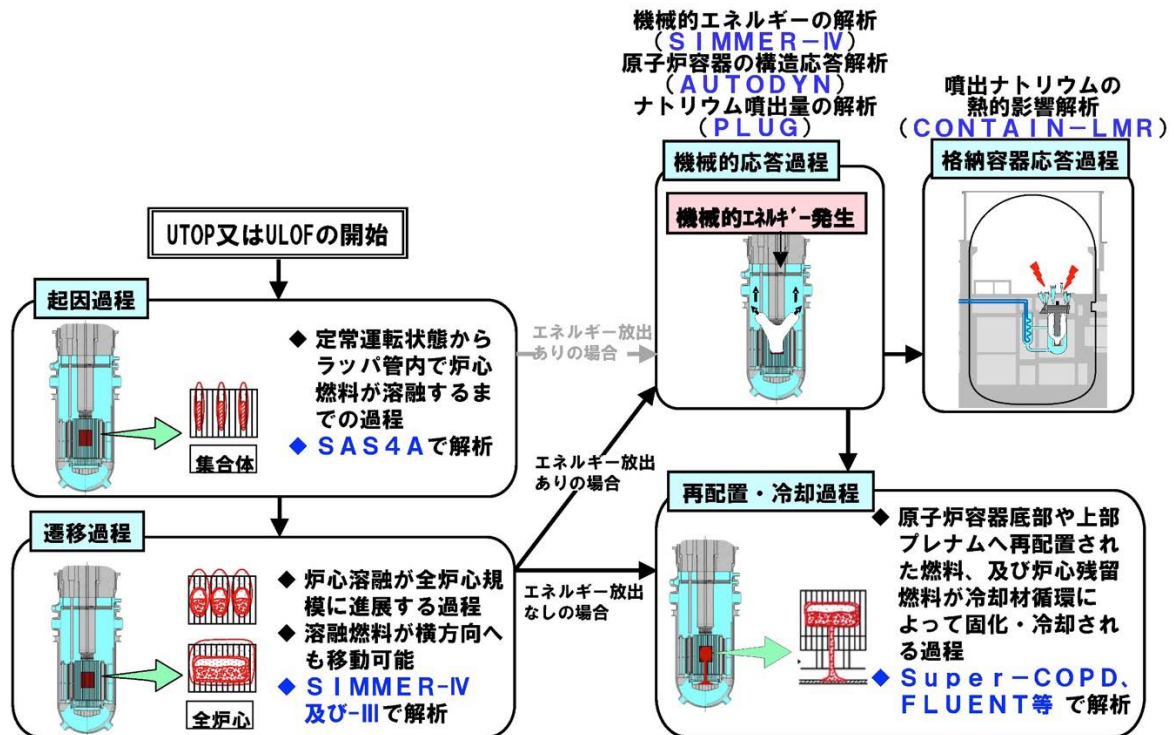 機械的エネルギーの解析
(SIMMER-Ⅳ)
原子炉容器の構造応答解析
(AUTODYN)
ナトリウム噴出量の解析
(PLUG)
噴出ナトリウムの
熱的影響解析
(CONTAIN-LMR)
機械的応答過程
機械的エネルギー発生
格納容器応答過程
UTOP又はULOFの開始
起因過程
◆ 定常運転状態から
ラッパ管内で炉心
燃料が溶融するま
での過程
◆ SAS4Aで解析
集合体
エネルギー放出
ありの場合
エネルギー放出
ありの場合
エネルギー放出
なしの場合
遷移過程
◆ 炉心溶融が全炉心規
模に進展する過程
◆ 溶融燃料が横方向へ
も移動可能
◆ SIMMER-Ⅳ
及び-Ⅲで解析
全炉心
再配置・冷却過程
◆ 原子炉容器底部や上部
プレナムへ再配置され
た燃料、及び炉心残留
燃料が冷却材循環に
よって固化・冷却され
る過程
◆ Super-COPD、
FLUENT等 で解析